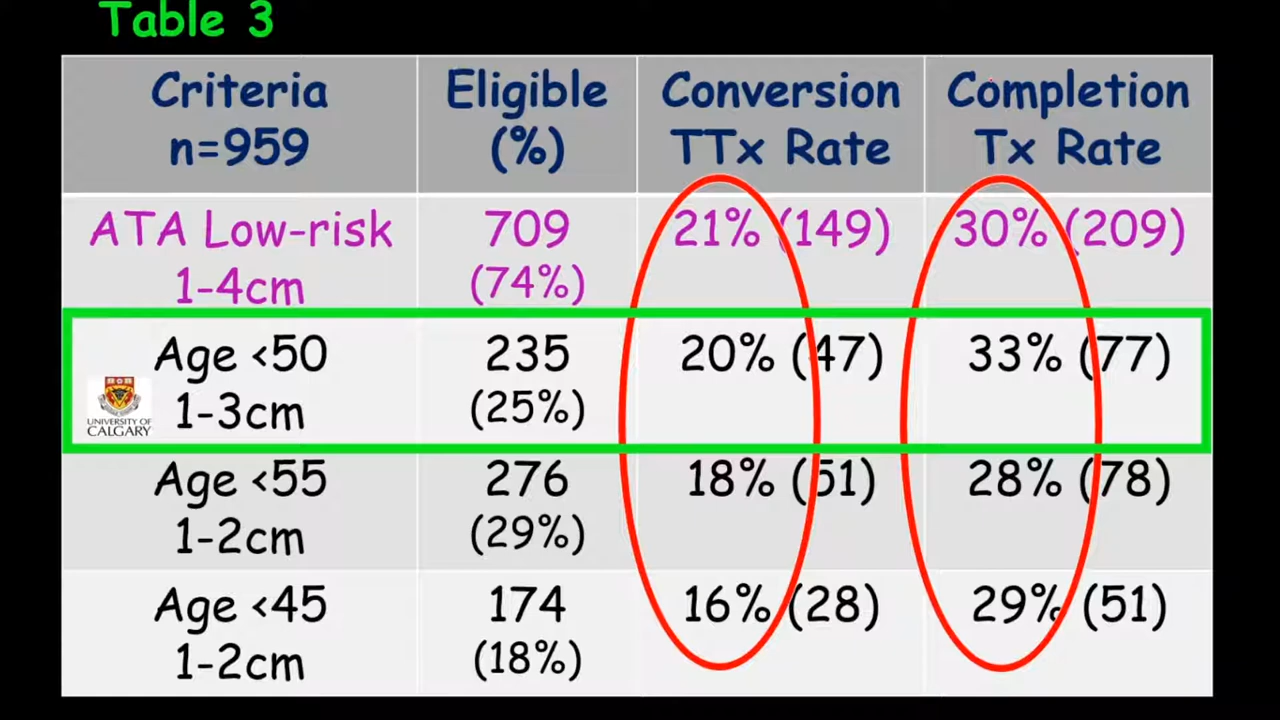 Table 3
Criteria n=959 Eligible (%) Conversion TTx Rate Completion Tx Rate
ATA Low-risk 1-4cm 709 (74%) 21% (149) 30% (209)
Age <50 1-3cm 235 (25%) 20% (47) 33% (77)
UNIVERSITY OF
CALGARY
Age <55 1-2cm 276 (29%) 18% (51) 28% (78)
Age <45 1-2cm 174 (18%) 16% (28) 29% (51)